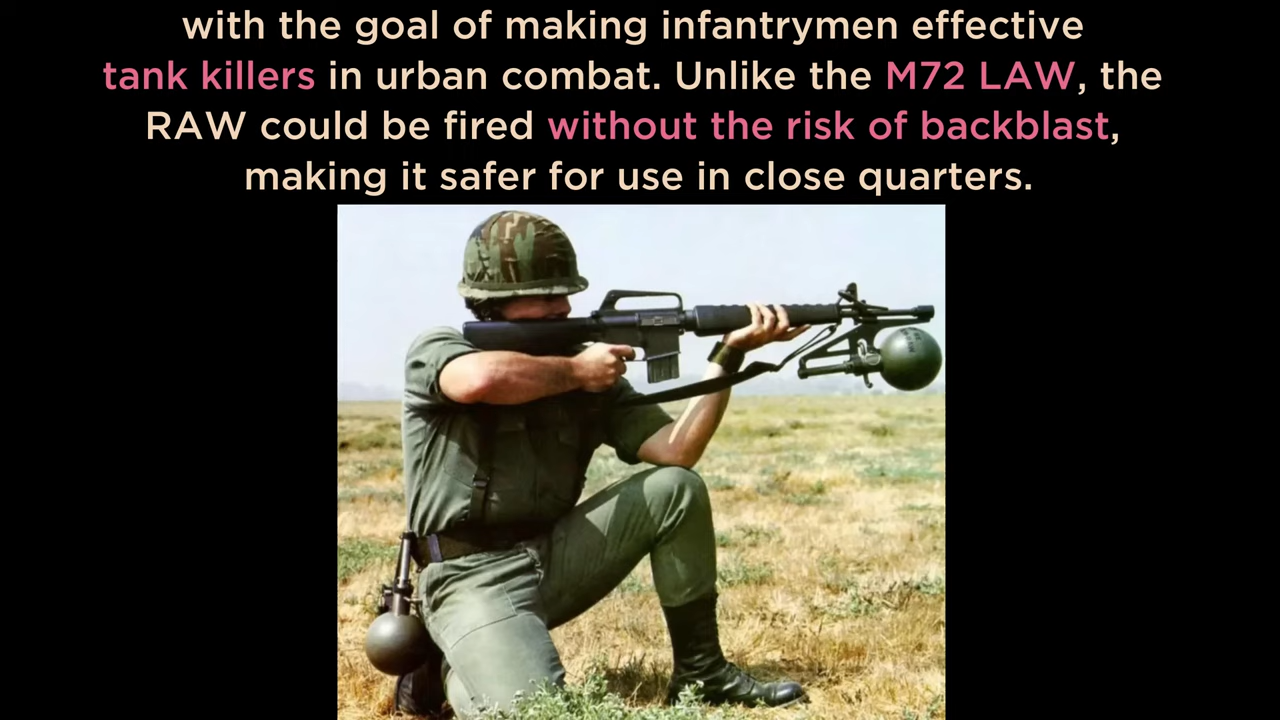 with the goal of making infantrymen effective
tank killers in urban combat. Unlike the M72 LAW, the
RAW could be fired without the risk of backblast,
making it safer for use in close quarters.